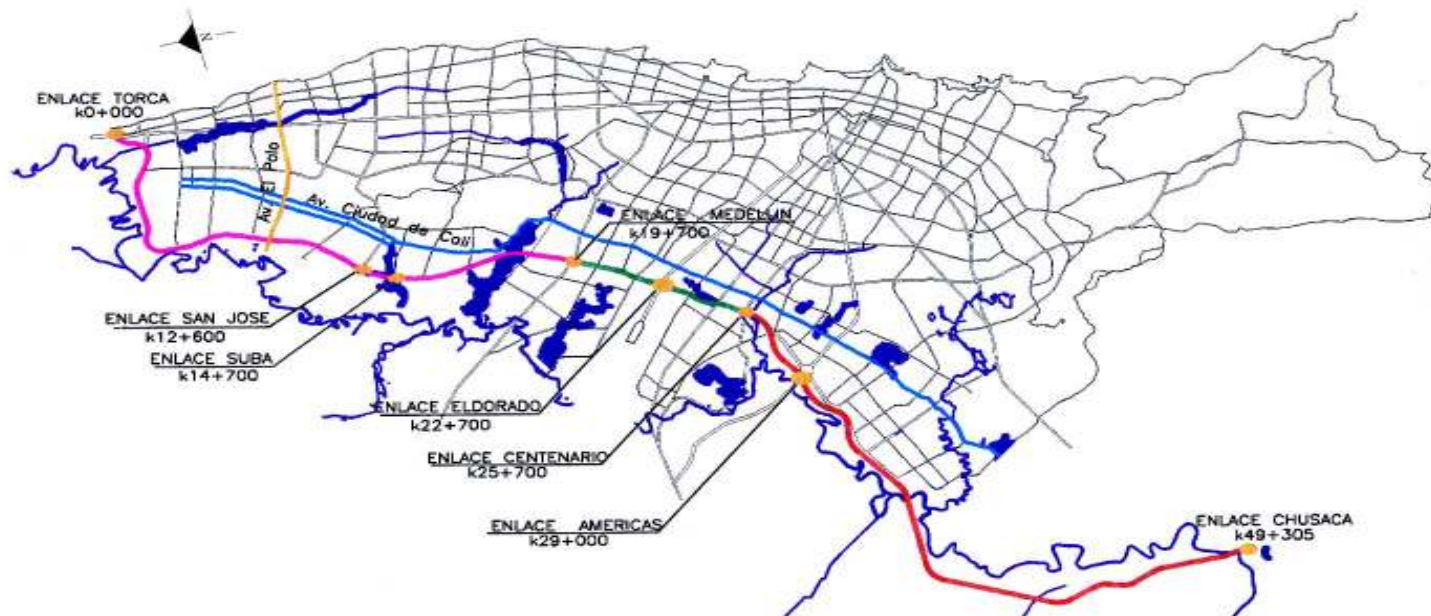 N
ENLACE TORCA
k0+000
Av. El Polo
Av. Ciudad de Cali
ENLACE MEDELLIN
k19+700
ENLACE SAN JOSE
k12+600
ENLACE SUBA
k14+700
ENLACE ELDORADO
k22+700
ENLACE CENTENARIO
k25+700
ENLACE AMERICAS
k29+000
ENLACE CHUSACA
k49+305